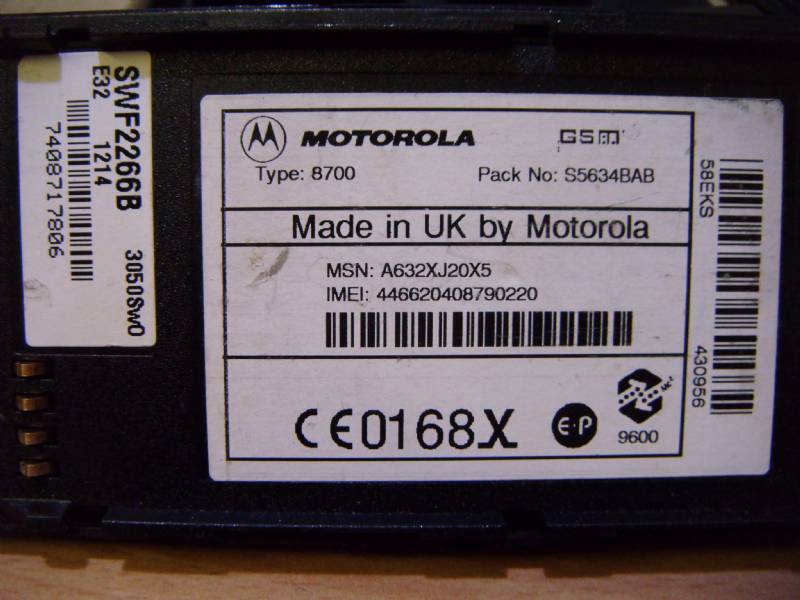 SWF2266B 3050Sw0
E32 1214
7408717806
MOTOROLA GSM
Type: 8700 Pack No: S5634BAB
Made in UK by Motorola
MSN: A632XJ20X5
IMEI: 446620408790220
CE0168X E·P
9600
58EKS 430956